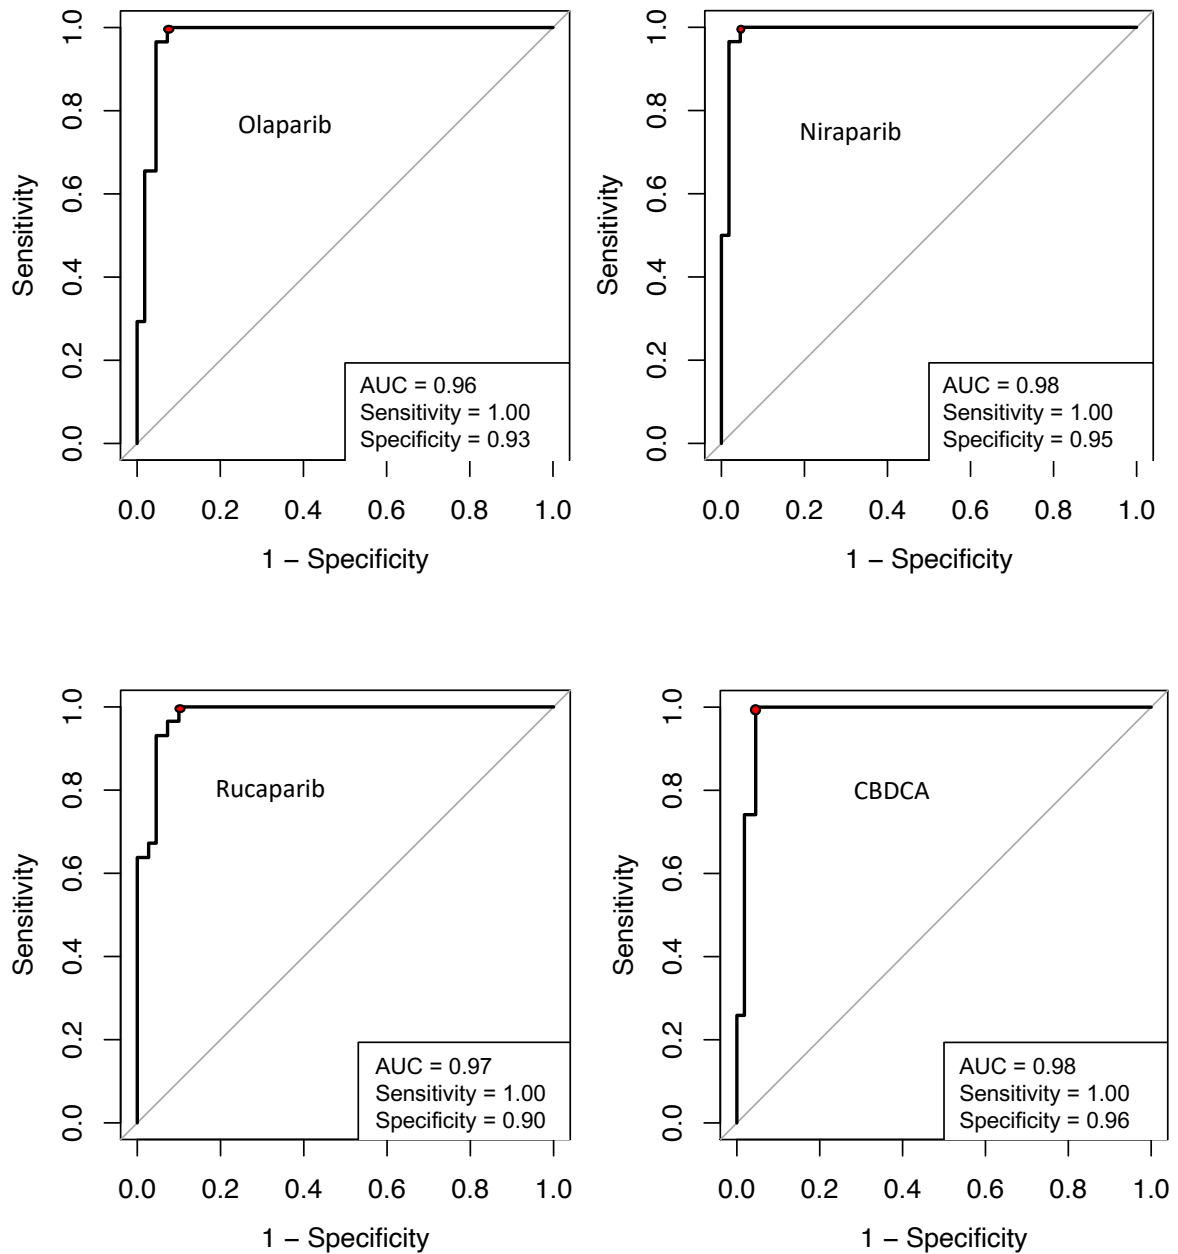 Olaparib
Sensitivity
1.0
0.8
0.6
0.4
0.2
0.0
AUC = 0.96
Sensitivity = 1.00
Specificity = 0.93
0.0 0.2 0.4 0.6 0.8 1.0
1 – Specificity
Niraparib
Sensitivity
1.0
0.8
0.6
0.4
0.2
0.0
AUC = 0.98
Sensitivity = 1.00
Specificity = 0.95
0.0 0.2 0.4 0.6 0.8 1.0
1 – Specificity
Rucaparib
Sensitivity
1.0
0.8
0.6
0.4
0.2
0.0
AUC = 0.97
Sensitivity = 1.00
Specificity = 0.90
0.0 0.2 0.4 0.6 0.8 1.0
1 – Specificity
CBDCA
Sensitivity
1.0
0.8
0.6
0.4
0.2
0.0
AUC = 0.98
Sensitivity = 1.00
Specificity = 0.96
0.0 0.2 0.4 0.6 0.8 1.0
1 – Specificity